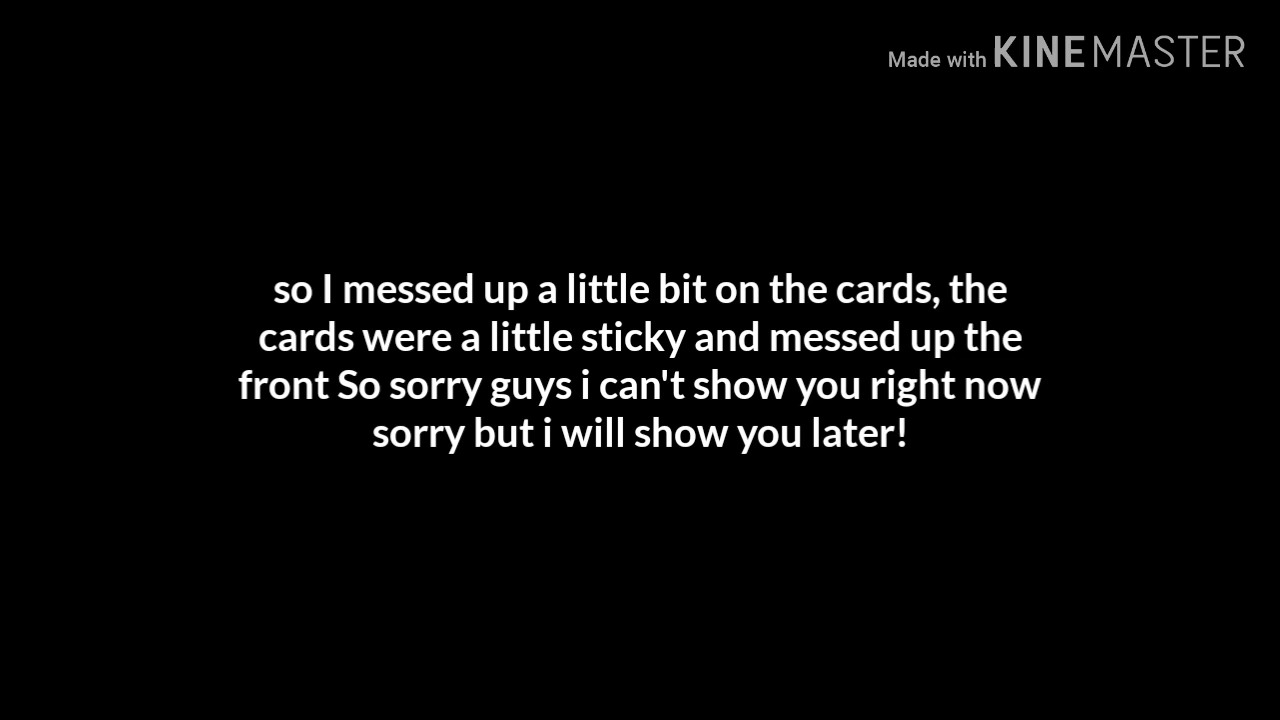 Made with KINEMASTER
so I messed up a little bit on the cards, the
cards were a little sticky and messed up the
front So sorry guys i can't show you right now
sorry but i will show you later!